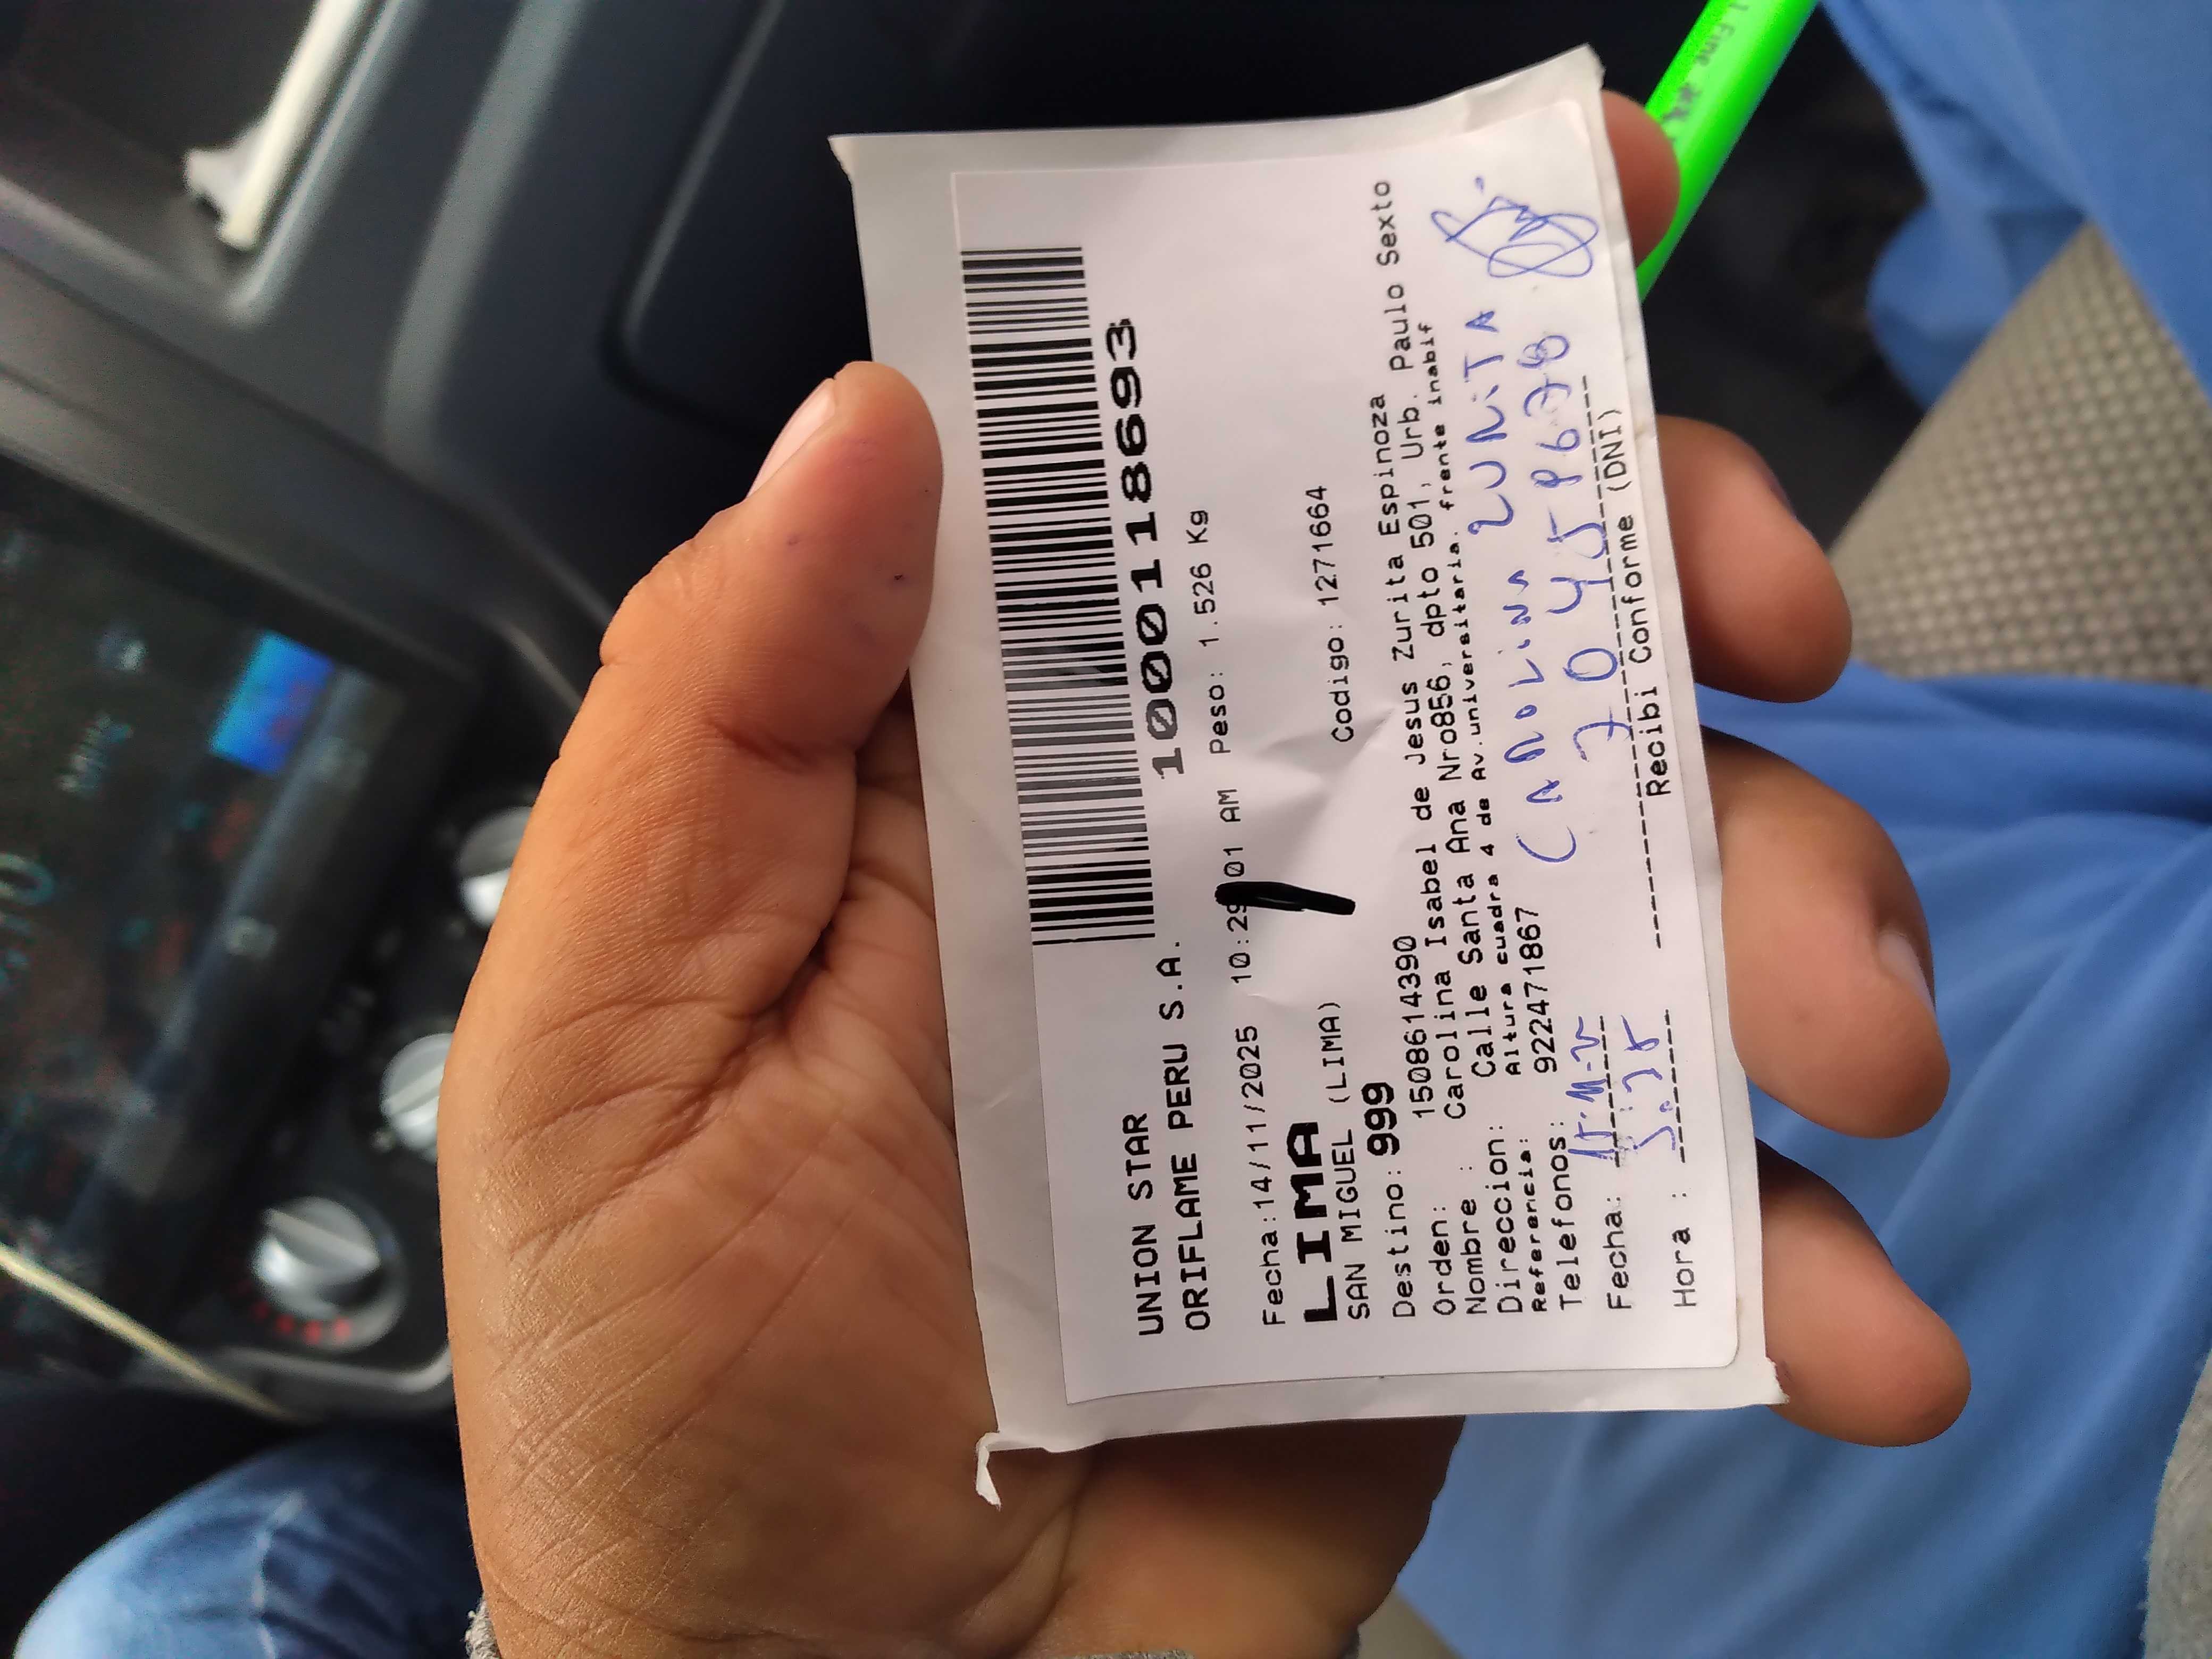 UNION STAR
ORIFLAME PERU S.A.
10001118693
Fecha:14/11/2025 10:29:01 AM Peso: 1.526 Kg
LIMA
SAN MIGUEL (LIMA)
Destino: 999 Codigo: 1271664
Orden: 1508614390
Nombre : Carolina Isabel de Jesus Zurita Espinoza
Direccion: Calle Santa Ana Nro856, dpto 501, Urb. Paulo Sexto
Referencia: Altura cuadra 4 de Av.universitaria. frente inabif
Telefonos: 922471867
CAROLINA ZURITA
Fecha:
Hora :
Recibi Conforme (DNI)
Fine